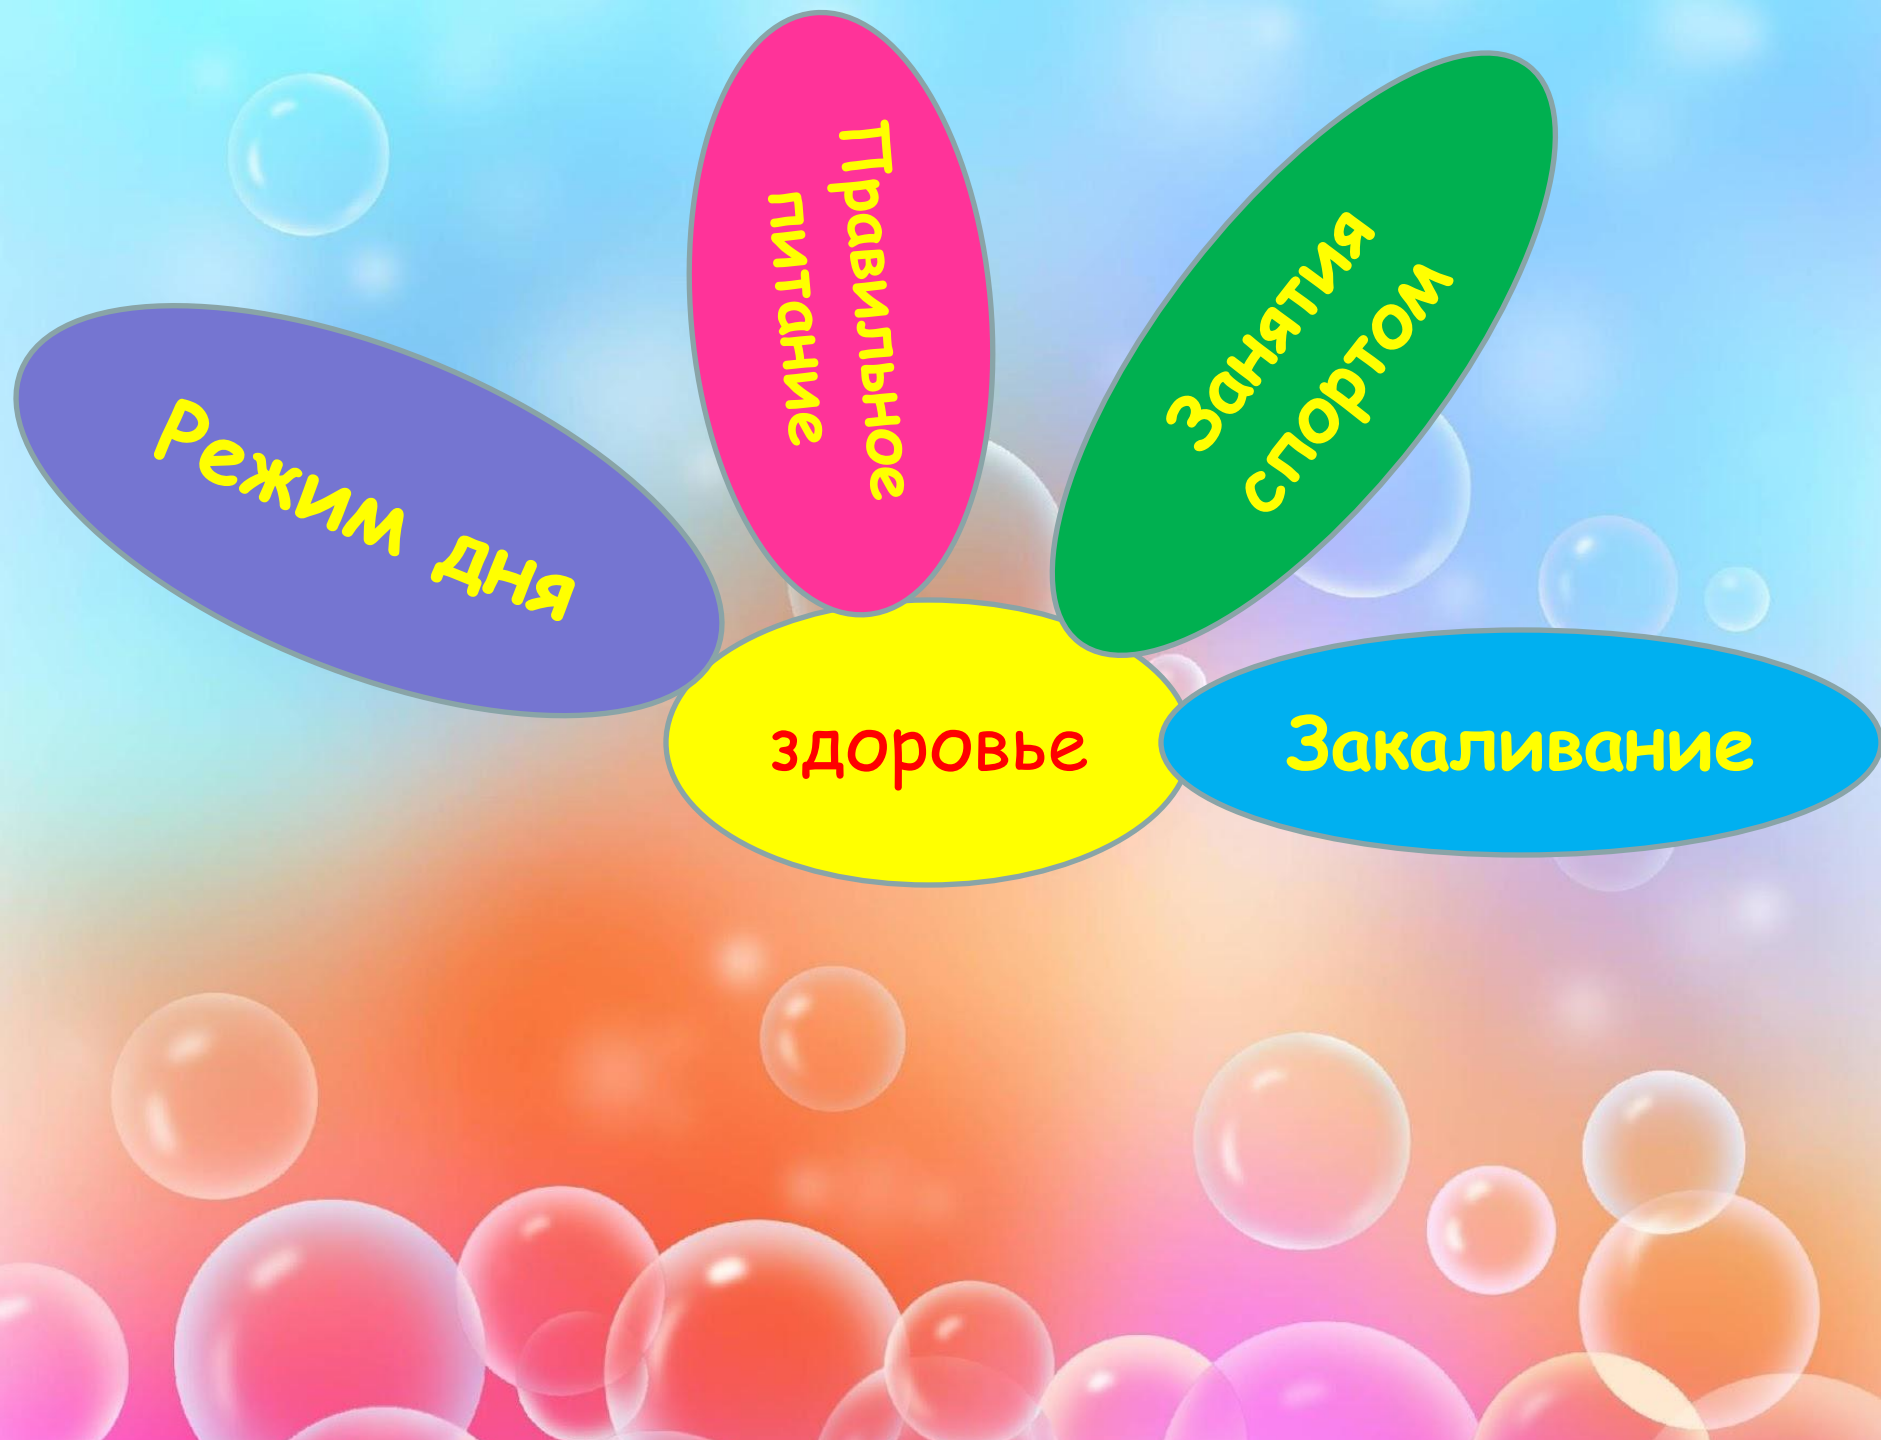 Режим дня
Правильное
питание
Занятия
спортом
здоровье
Закаливание